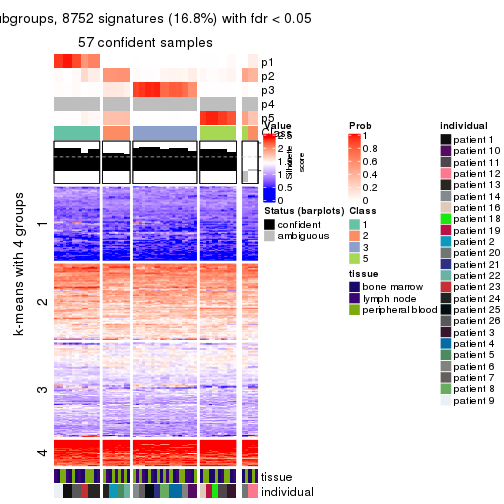 ubgroups, 8752 signatures (16.8%) with fdr < 0.05
57 confident samples
p1
p2
p3
p4
p5
Class
k-means with 4 groups
1
2
3
4
tissue
individual
Value
2.5
2
1.5
1
0.5
0
Silhouette
score
Status (barplots)
confident
ambiguous
Prob
1
0.8
0.6
0.4
0.2
0
Class
1
2
3
5
tissue
bone marrow
lymph node
peripheral blood
individual
patient 1
patient 10
patient 11
patient 12
patient 13
patient 14
patient 16
patient 18
patient 19
patient 2
patient 20
patient 21
patient 22
patient 23
patient 24
patient 25
patient 26
patient 3
patient 4
patient 5
patient 6
patient 7
patient 8
patient 9